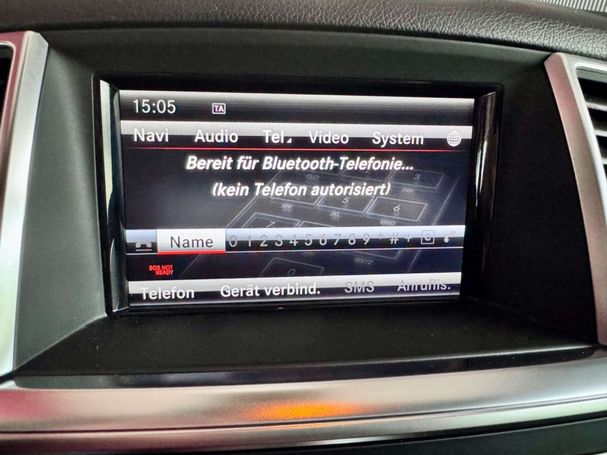 15:05 TA
Navi Audio Tel. Video System
Bereit für Bluetooth-Telefonie...
(kein Telefon autorisiert)
Name 0 1 2 3 4 5 6 7 8 9 * # +
SOS NOT
READY
Telefon Gerät verbind. SMS Anruflis.